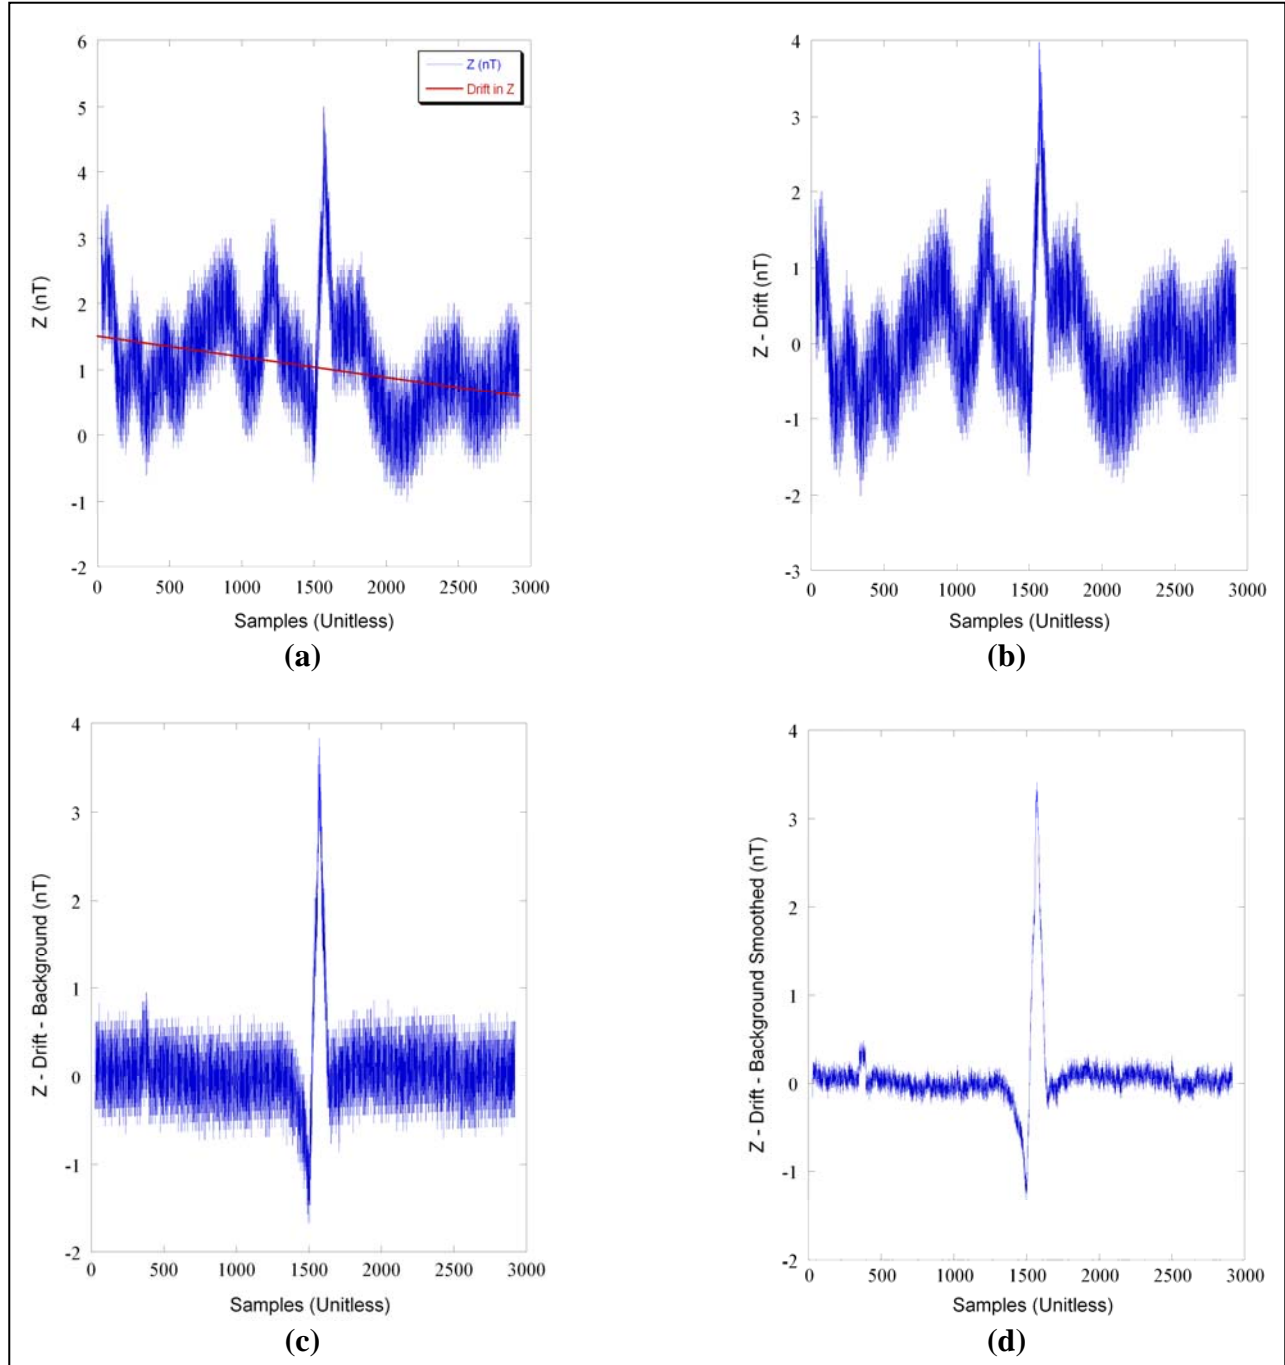 6
5
4
3
2
1
0
-1
-2
Z (nT)
Z (nT)
Drift in Z
0 500 1000 1500 2000 2500 3000
Samples (Unitless)
(a)
4
3
2
1
0
-1
-2
-3
Z - Drift (nT)
0 500 1000 1500 2000 2500 3000
Samples (Unitless)
(b)
4
3
2
1
0
-1
-2
Z - Drift - Background (nT)
0 500 1000 1500 2000 2500 3000
Samples (Unitless)
(c)
4
3
2
1
0
-1
-2
Z - Drift - Background Smoothed (nT)
0 500 1000 1500 2000 2500 3000
Samples (Unitless)
(d)